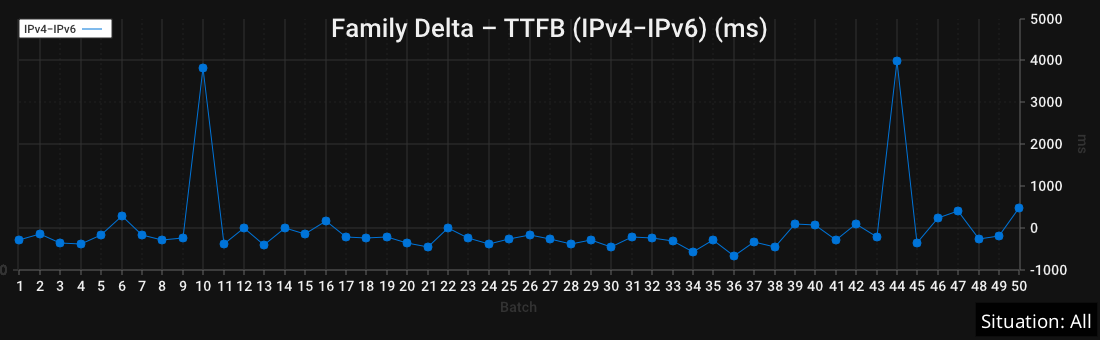 Family Delta – TTFB (IPv4–IPv6) (ms)
IPv4–IPv6
5000
4000
3000
2000
1000
0
-1000
ms
0
1 2 3 4 5 6 7 8 9 10 11 12 13 14 15 16 17 18 19 20 21 22 23 24 25 26 27 28 29 30 31 32 33 34 35 36 37 38 39 40 41 42 43 44 45 46 47 48 49 50
Batch
Situation: All